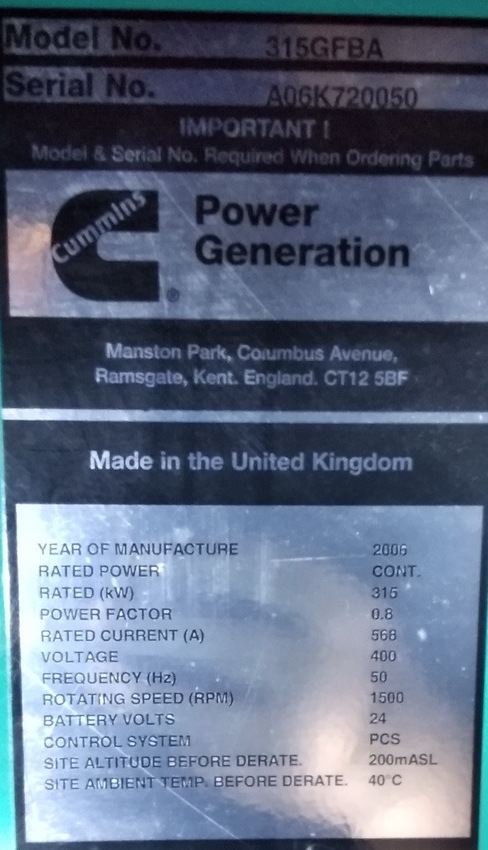 Model No. 315GFBA
Serial No. A06K720050
IMPORTANT !
Model & Serial No. Required When Ordering Parts
Cummins
Power
Generation
®
Manston Park, Columbus Avenue,
Ramsgate, Kent. England. CT12 5BF
Made in the United Kingdom
YEAR OF MANUFACTURE 2006
RATED POWER CONT.
RATED (kW) 315
POWER FACTOR 0.8
RATED CURRENT (A) 568
VOLTAGE 400
FREQUENCY (Hz) 50
ROTATING SPEED (RPM) 1500
BATTERY VOLTS 24
CONTROL SYSTEM PCS
SITE ALTITUDE BEFORE DERATE. 200mASL
SITE AMBIENT TEMP. BEFORE DERATE. 40°C